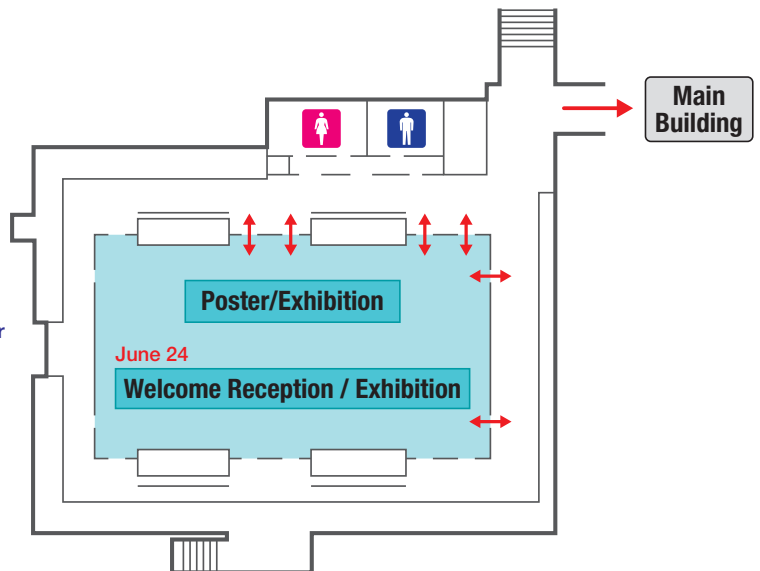 Main
Building
Poster/Exhibition
r
June 24
Welcome Reception / Exhibition